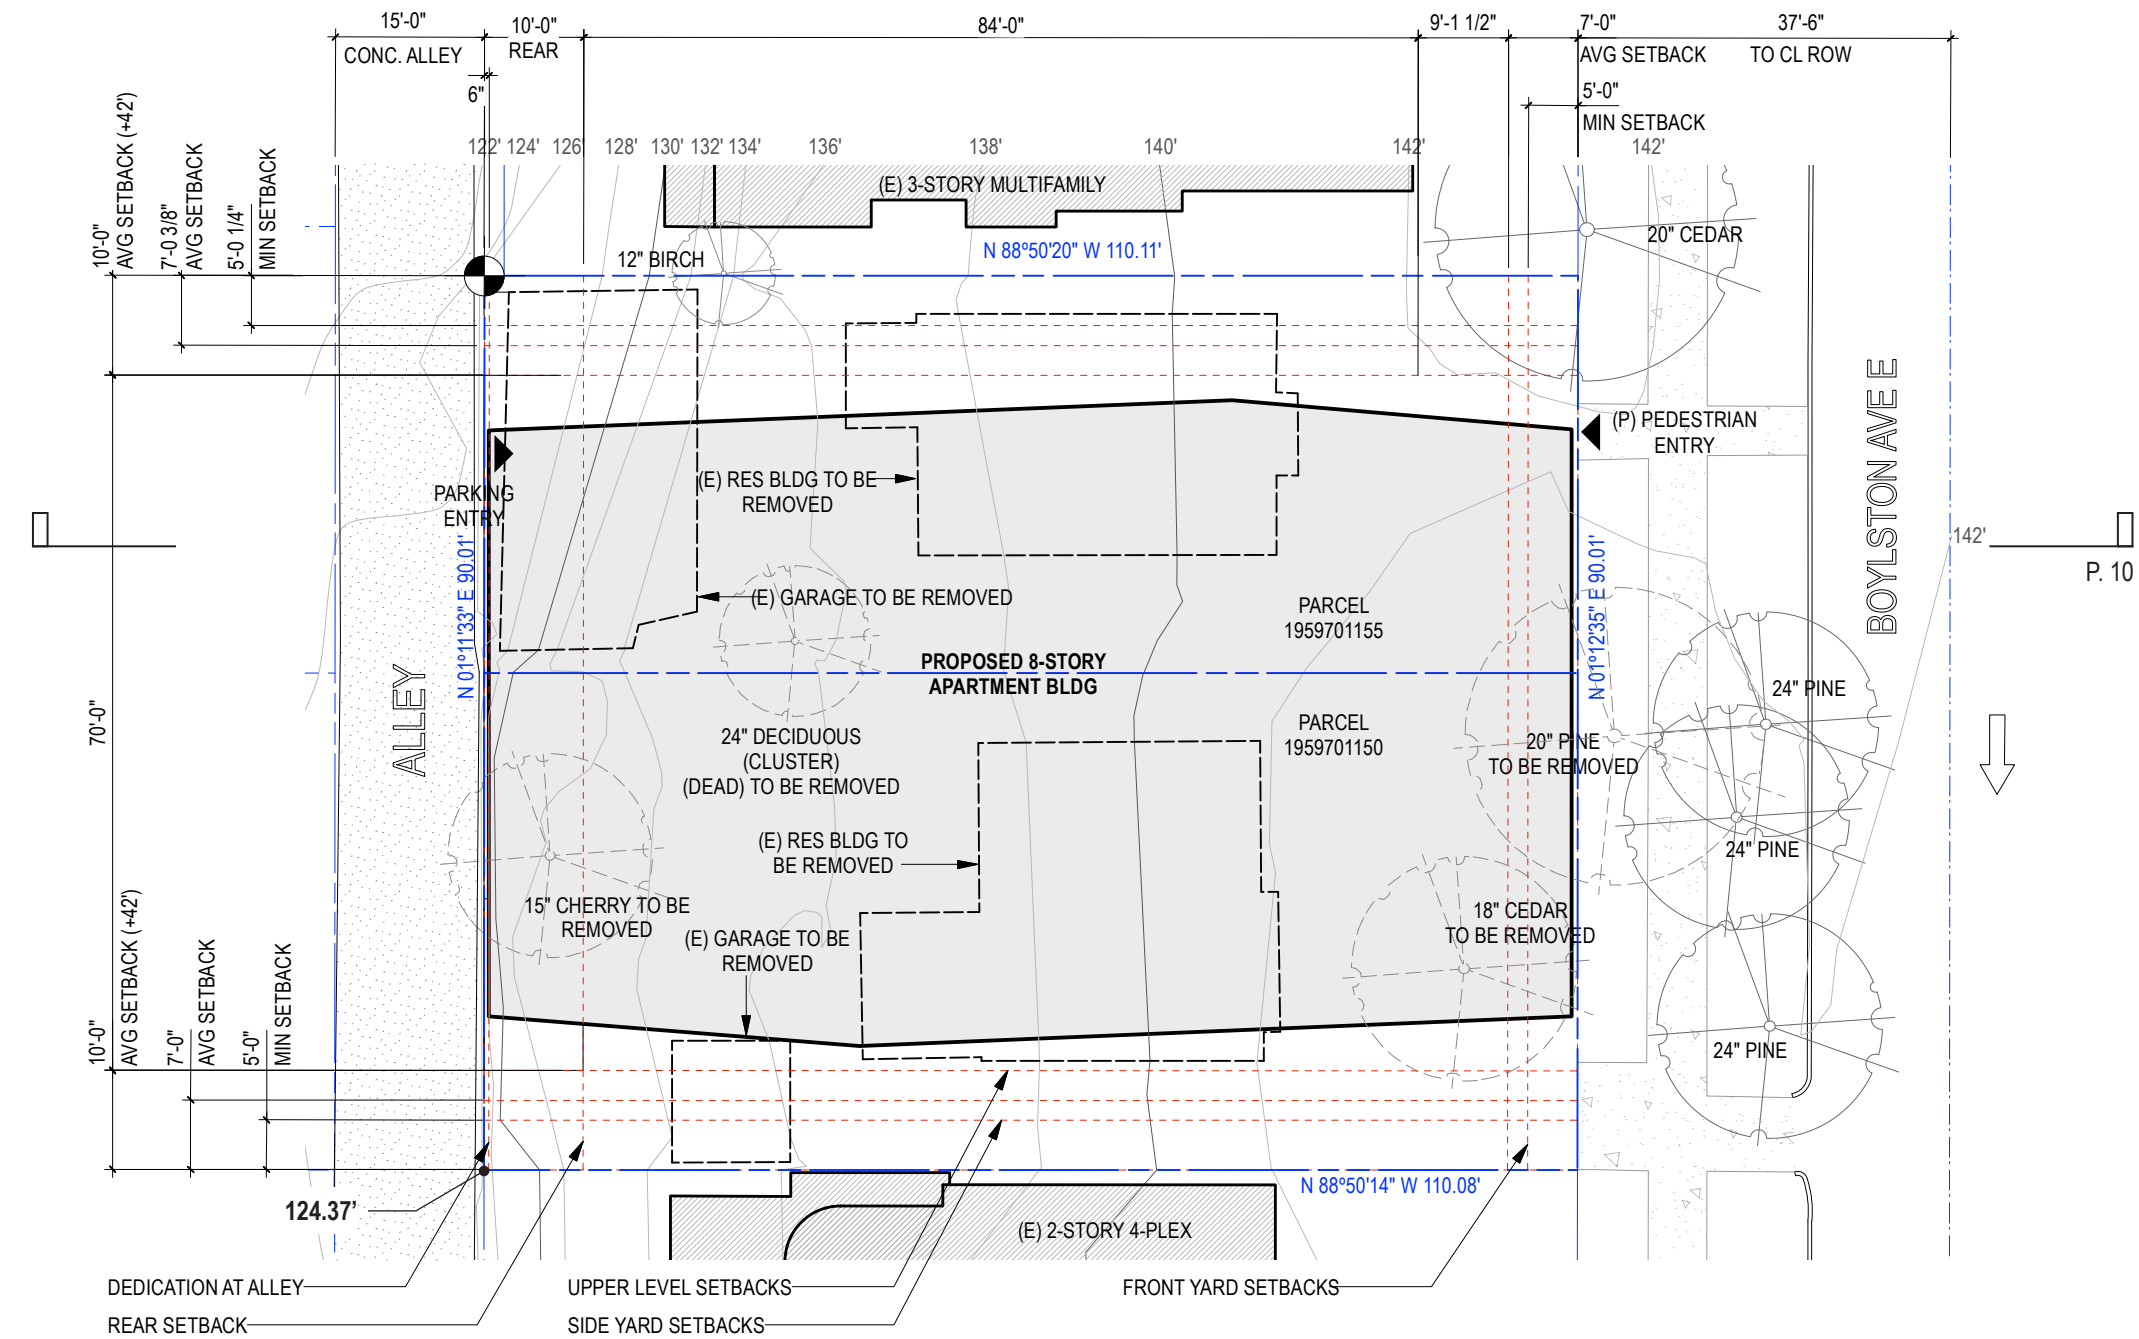 15'-0"
10'-0"
84'-0"
9'-1 1/2"
7'-0"
37'-6"
CONC. ALLEY
REAR
AVG SETBACK
TO CL ROW
6"
5'-0"
MIN SETBACK
10'-0"
AVG SETBACK (+42')
7'-0 3/8"
AVG SETBACK
5'-0 1/4"
MIN SETBACK
122'
124'
126'
128'
130'
132'
134'
136'
138'
140'
142'
142'
(E) 3-STORY MULTIFAMILY
12" BIRCH
N 88º50'20" W 110.11'
20" CEDAR
(P) PEDESTRIAN
ENTRY
PARKING
ENTRY
(E) RES BLDG TO BE
REMOVED
BOYLSTON AVE E
142'
P. 10
N 01º11'33" E 90.01'
N 01º12'35" E 90.01'
(E) GARAGE TO BE REMOVED
PARCEL
1959701155
PROPOSED 8-STORY
APARTMENT BLDG
ALLEY
70'-0"
24" PINE
PARCEL
1959701150
24" DECIDUOUS
(CLUSTER)
(DEAD) TO BE REMOVED
20" PINE
TO BE REMOVED
(E) RES BLDG TO
BE REMOVED
24" PINE
15" CHERRY TO BE
REMOVED
18" CEDAR
TO BE REMOVED
(E) GARAGE TO BE
REMOVED
10'-0"
AVG SETBACK (+42')
7'-0"
AVG SETBACK
5'-0"
MIN SETBACK
24" PINE
124.37'
N 88º50'14" W 110.08'
(E) 2-STORY 4-PLEX
DEDICATION AT ALLEY
UPPER LEVEL SETBACKS
FRONT YARD SETBACKS
REAR SETBACK
SIDE YARD SETBACKS